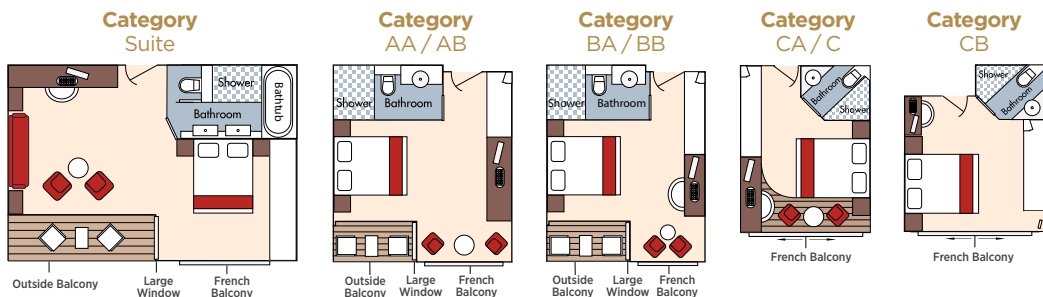 Category
Suite
Shower
Bathtub
Bathroom
Outside Balcony
Large
Window
French
Balcony
Category
AA / AB
Shower
Bathroom
Outside
Balcony
Large
Window
French
Balcony
Category
BA / BB
Shower
Bathroom
Outside
Balcony
Large
Window
French
Balcony
Category
CA / C
Bathroom
Shower
French Balcony
Category
CB
Shower
Bathroom
French Balcony